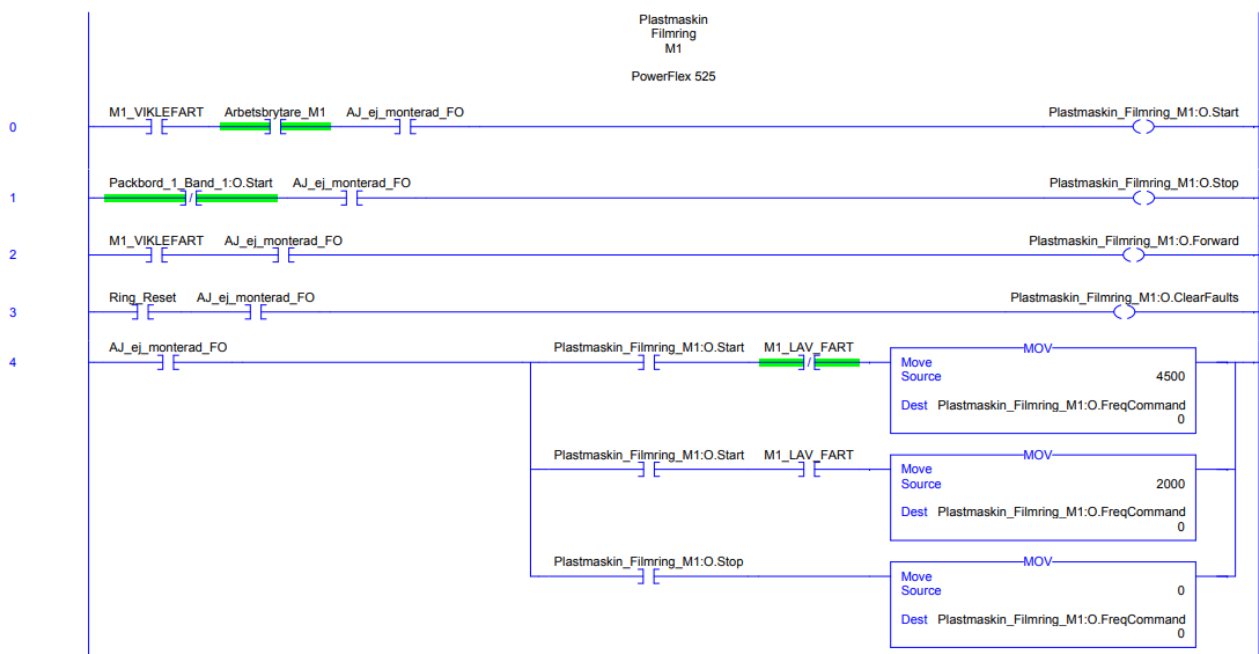 Plastmaskin
Filmring
M1
PowerFlex 525
M1_VIKLEFART Arbetsbrytare_M1 AJ_ej_monterad_FO Plastmaskin_Filmring_M1:O.Start
0
Packbord_1_Band_1:O.Start AJ_ej_monterad_FO Plastmaskin_Filmring_M1:O.Stop
1
M1_VIKLEFART AJ_ej_monterad_FO Plastmaskin_Filmring_M1:O.Forward
2
Ring_Reset AJ_ej_monterad_FO Plastmaskin_Filmring_M1:O.ClearFaults
3
AJ_ej_monterad_FO Plastmaskin_Filmring_M1:O.Start M1_LAV_FART MOV
4
Move
Source 4500
Dest Plastmaskin_Filmring_M1:O.FreqCommand
0
Plastmaskin_Filmring_M1:O.Start M1_LAV_FART MOV
Move
Source 2000
Dest Plastmaskin_Filmring_M1:O.FreqCommand
0
Plastmaskin_Filmring_M1:O.Stop MOV
Move
Source 0
Dest Plastmaskin_Filmring_M1:O.FreqCommand
0